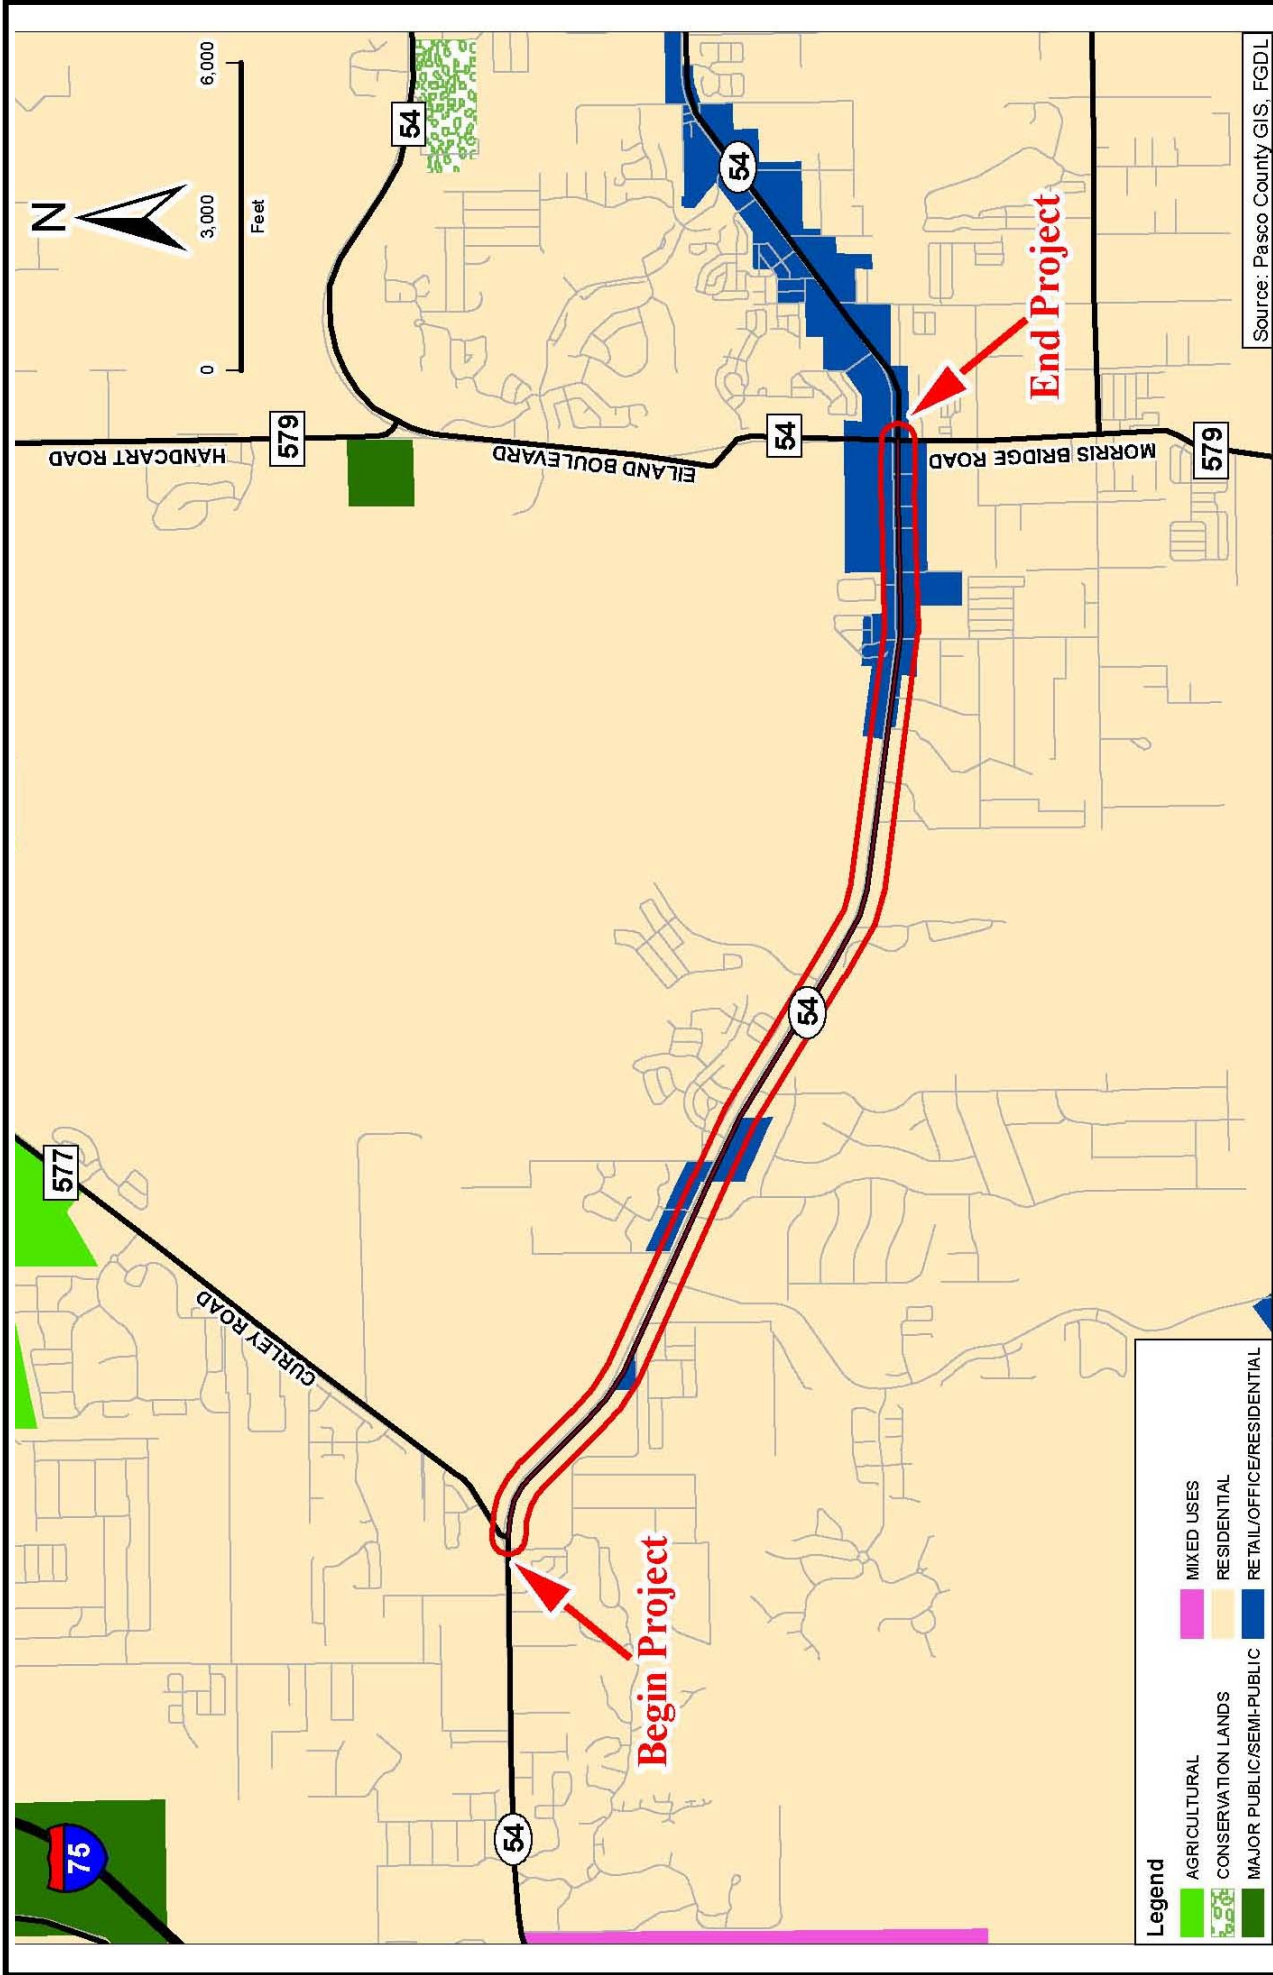 N
75
577
0 3,000 6,000
Feet
HANDCART ROAD
579
CURLEY ROAD
54
EILAND BOULEVARD
54
Begin Project
54
54
54
End Project
MORRIS BRIDGE ROAD
579
Legend
AGRICULTURAL
CONSERVATION LANDS
MAJOR PUBLIC/SEMI-PUBLIC
MIXED USES
RESIDENTIAL
RETAIL/OFFICE/RESIDENTIAL
Source: Pasco County GIS, FGDL